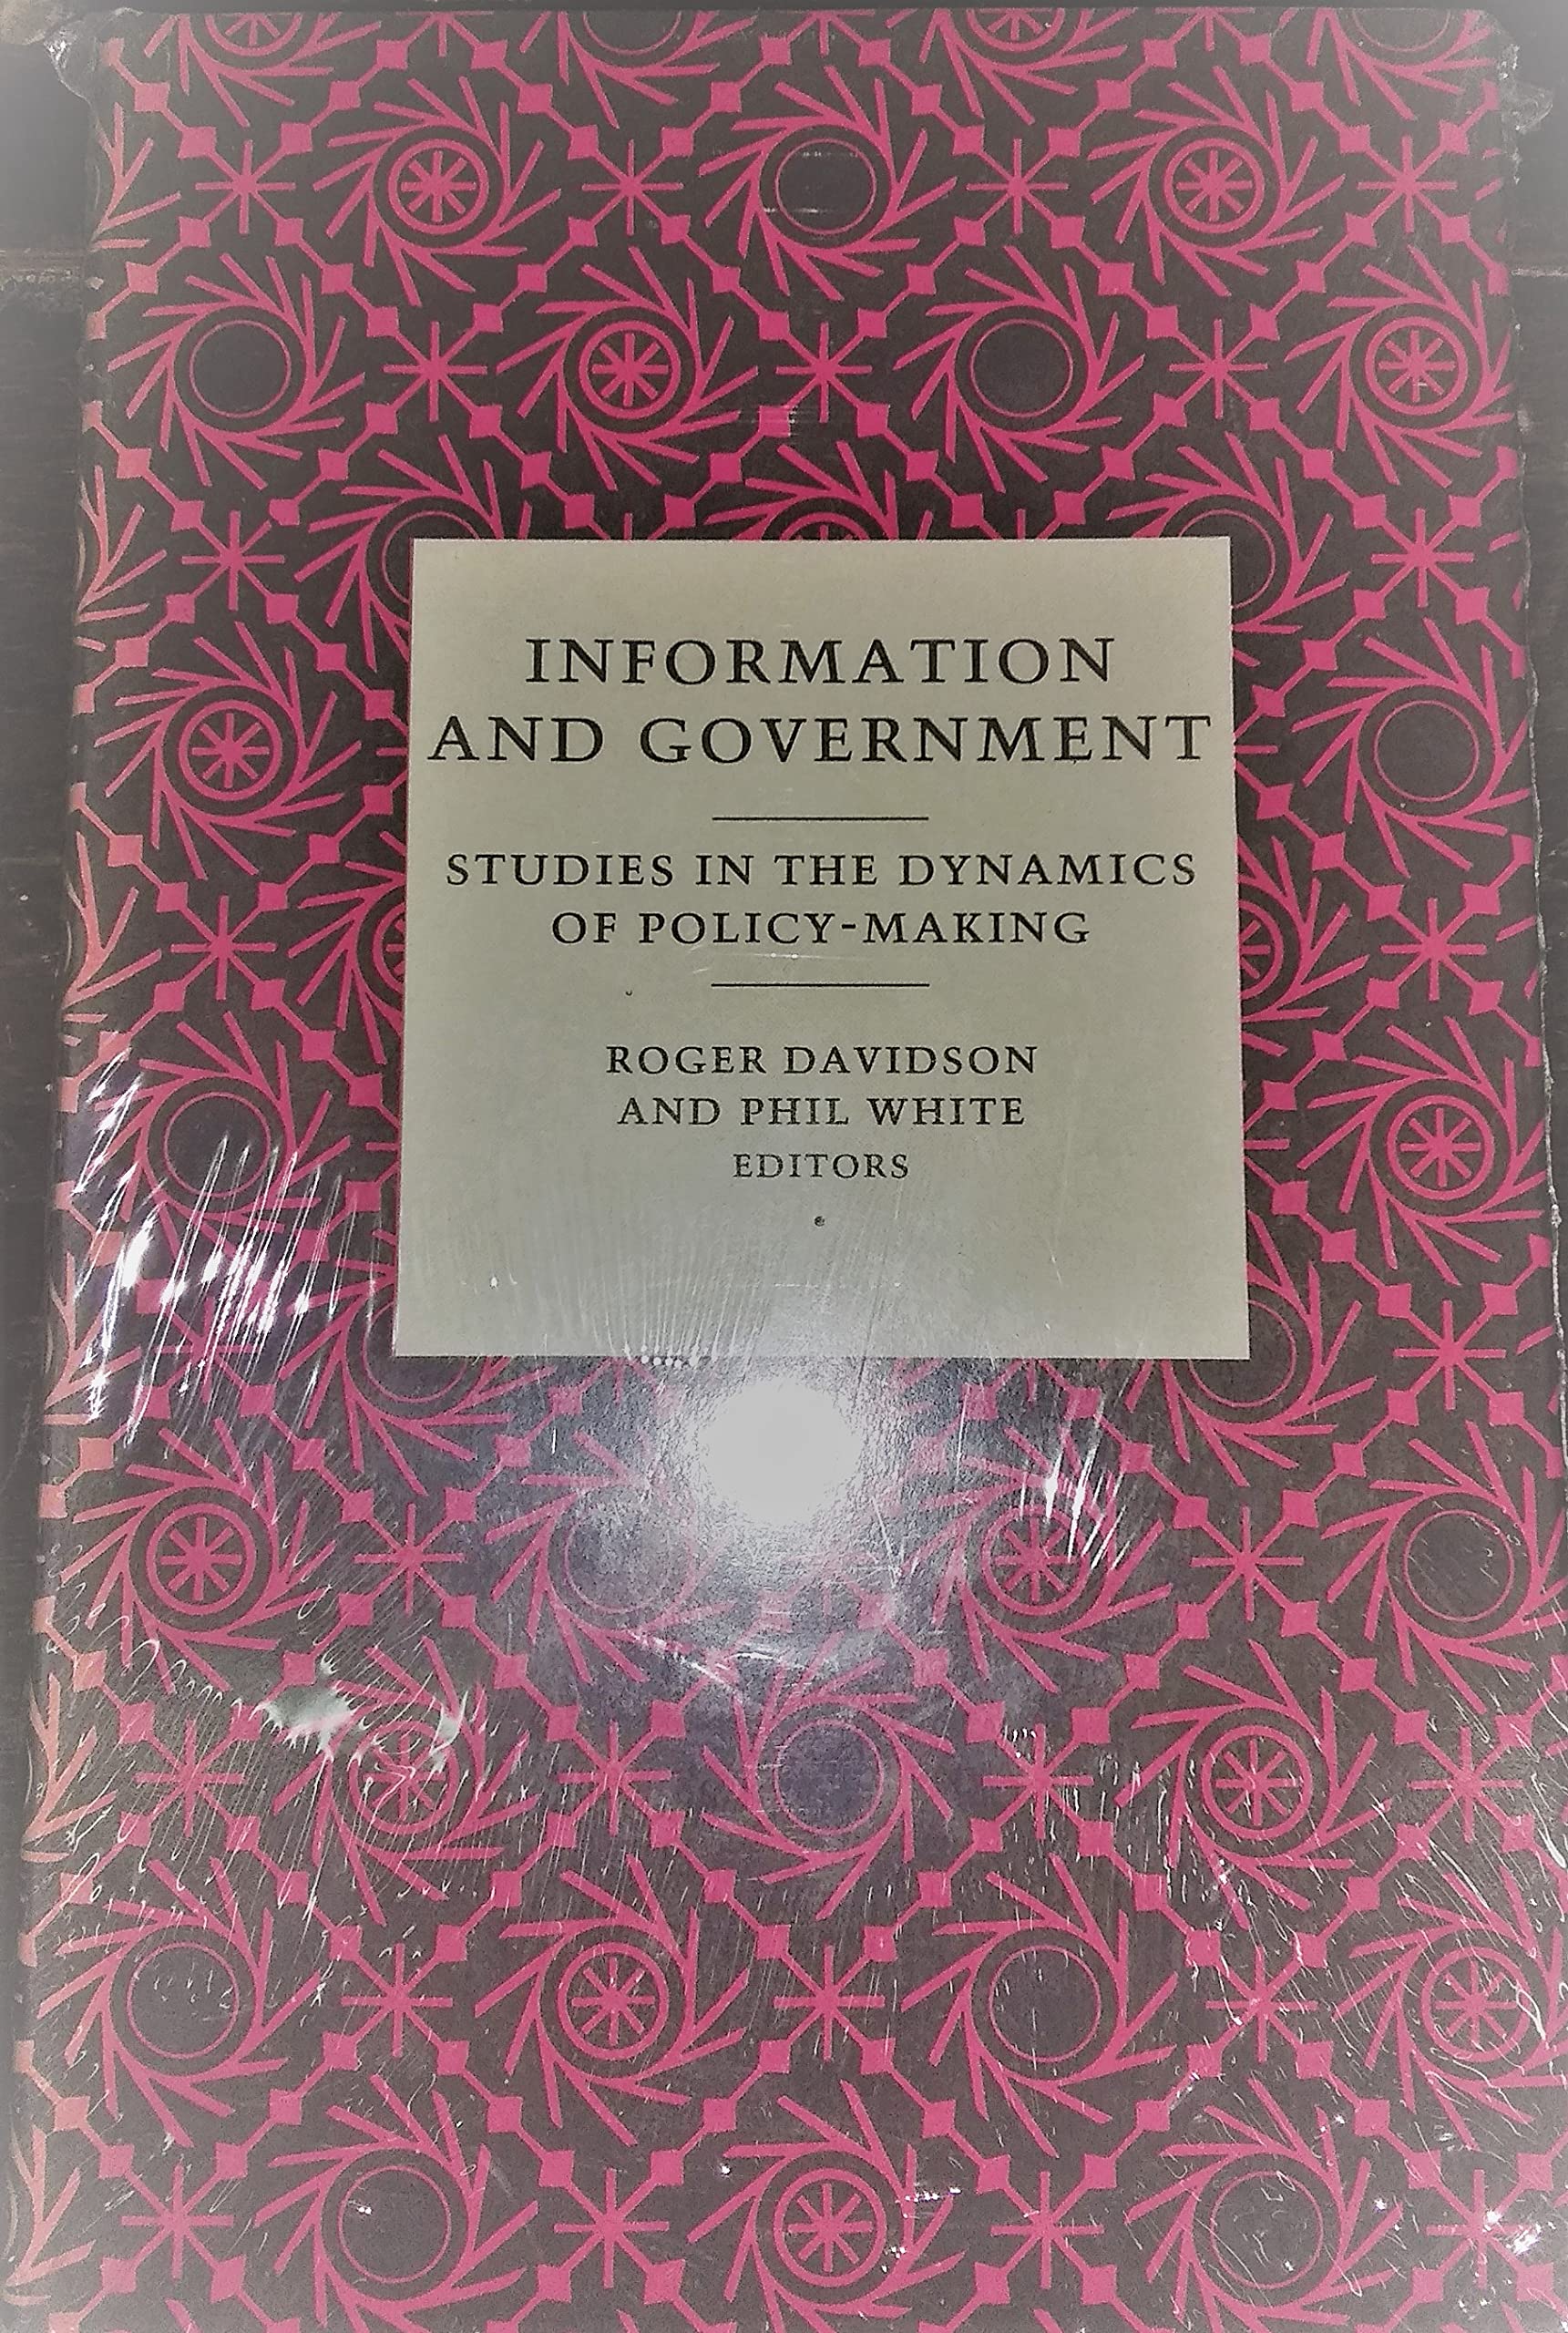 INFORMATION
AND GOVERNMENT
STUDIES IN THE DYNAMICS
OF POLICY-MAKING
ROGER DAVIDSON
AND PHIL WHITE
EDITORS